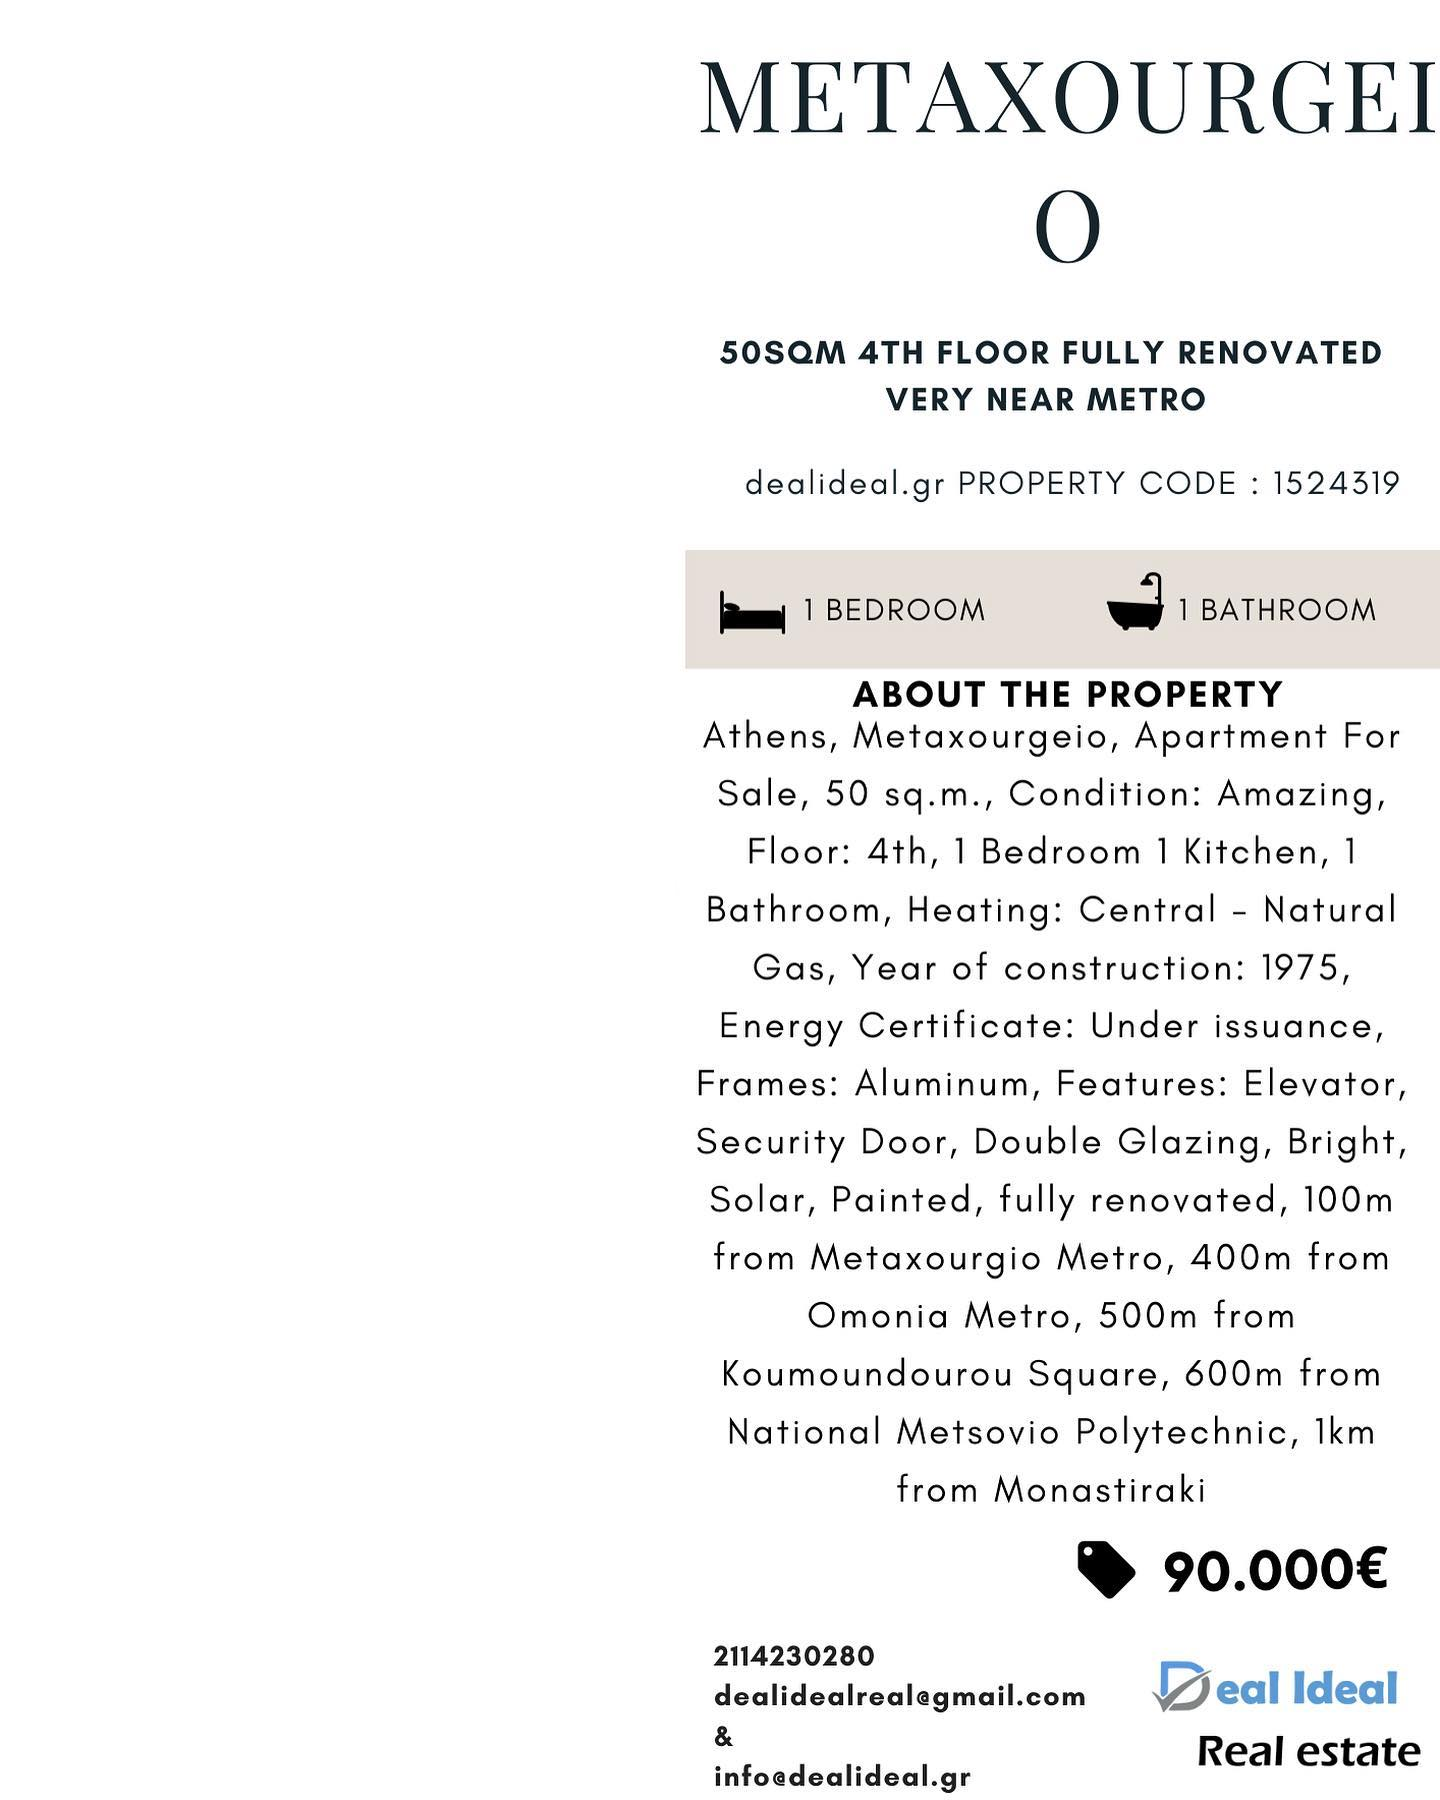 METAXOURGEI
O
50SQM 4TH FLOOR FULLY RENOVATED
VERY NEAR METRO
dealideal.gr PROPERTY CODE : 1524319
1 BEDROOM
1 BATHROOM
ABOUT THE PROPERTY
Athens, Metaxourgeio, Apartment For
Sale, 50 sq.m., Condition: Amazing,
Floor: 4th, 1 Bedroom 1 Kitchen, 1
Bathroom, Heating: Central – Natural
Gas, Year of construction: 1975,
Energy Certificate: Under issuance,
Frames: Aluminum, Features: Elevator,
Security Door, Double Glazing, Bright,
Solar, Painted, fully renovated, 100m
from Metaxourgio Metro, 400m from
Omonia Metro, 500m from
Koumoundourou Square, 600m from
National Metsovio Polytechnic, 1km
from Monastiraki
90.000€
2114230280
dealidealreal@gmail.com
&
info@dealideal.gr
Deal Ideal
Real estate